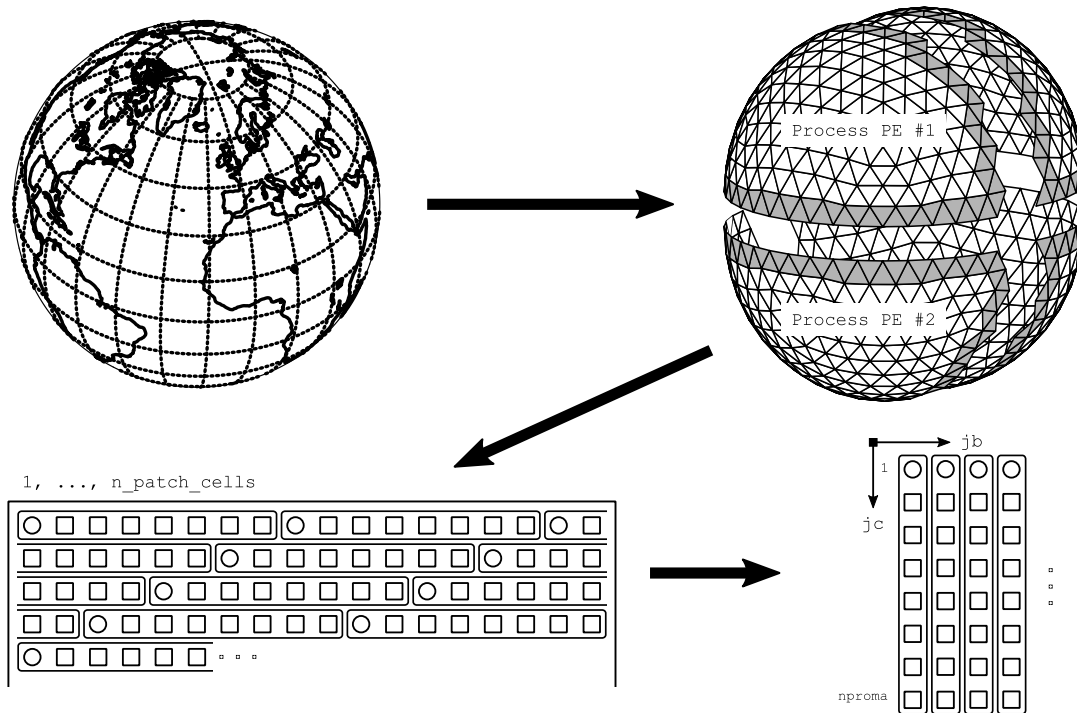 Process PE #1
Process PE #2
1, ..., n_patch_cells
jb
1
jc
nproma